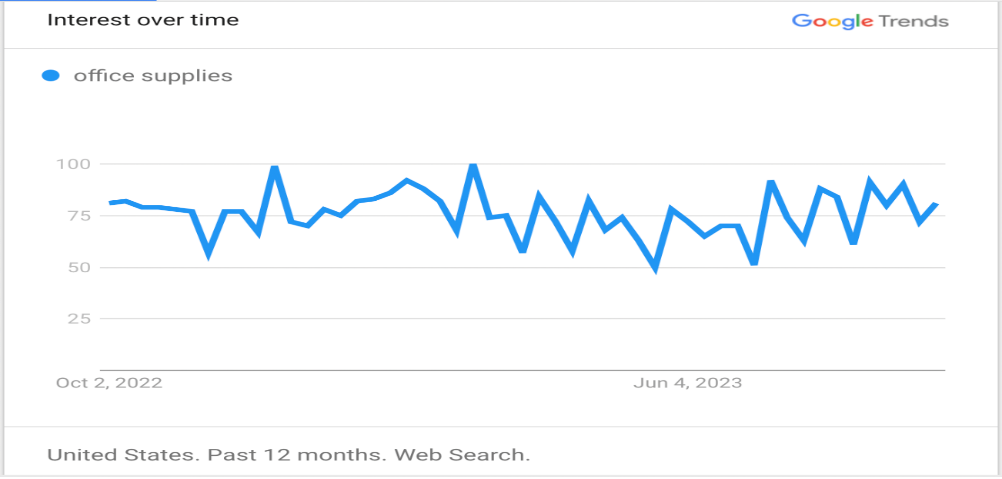 Interest over time
Google Trends
office supplies
100
75
50
25
Oct 2, 2022
Jun 4, 2023
United States. Past 12 months. Web Search.